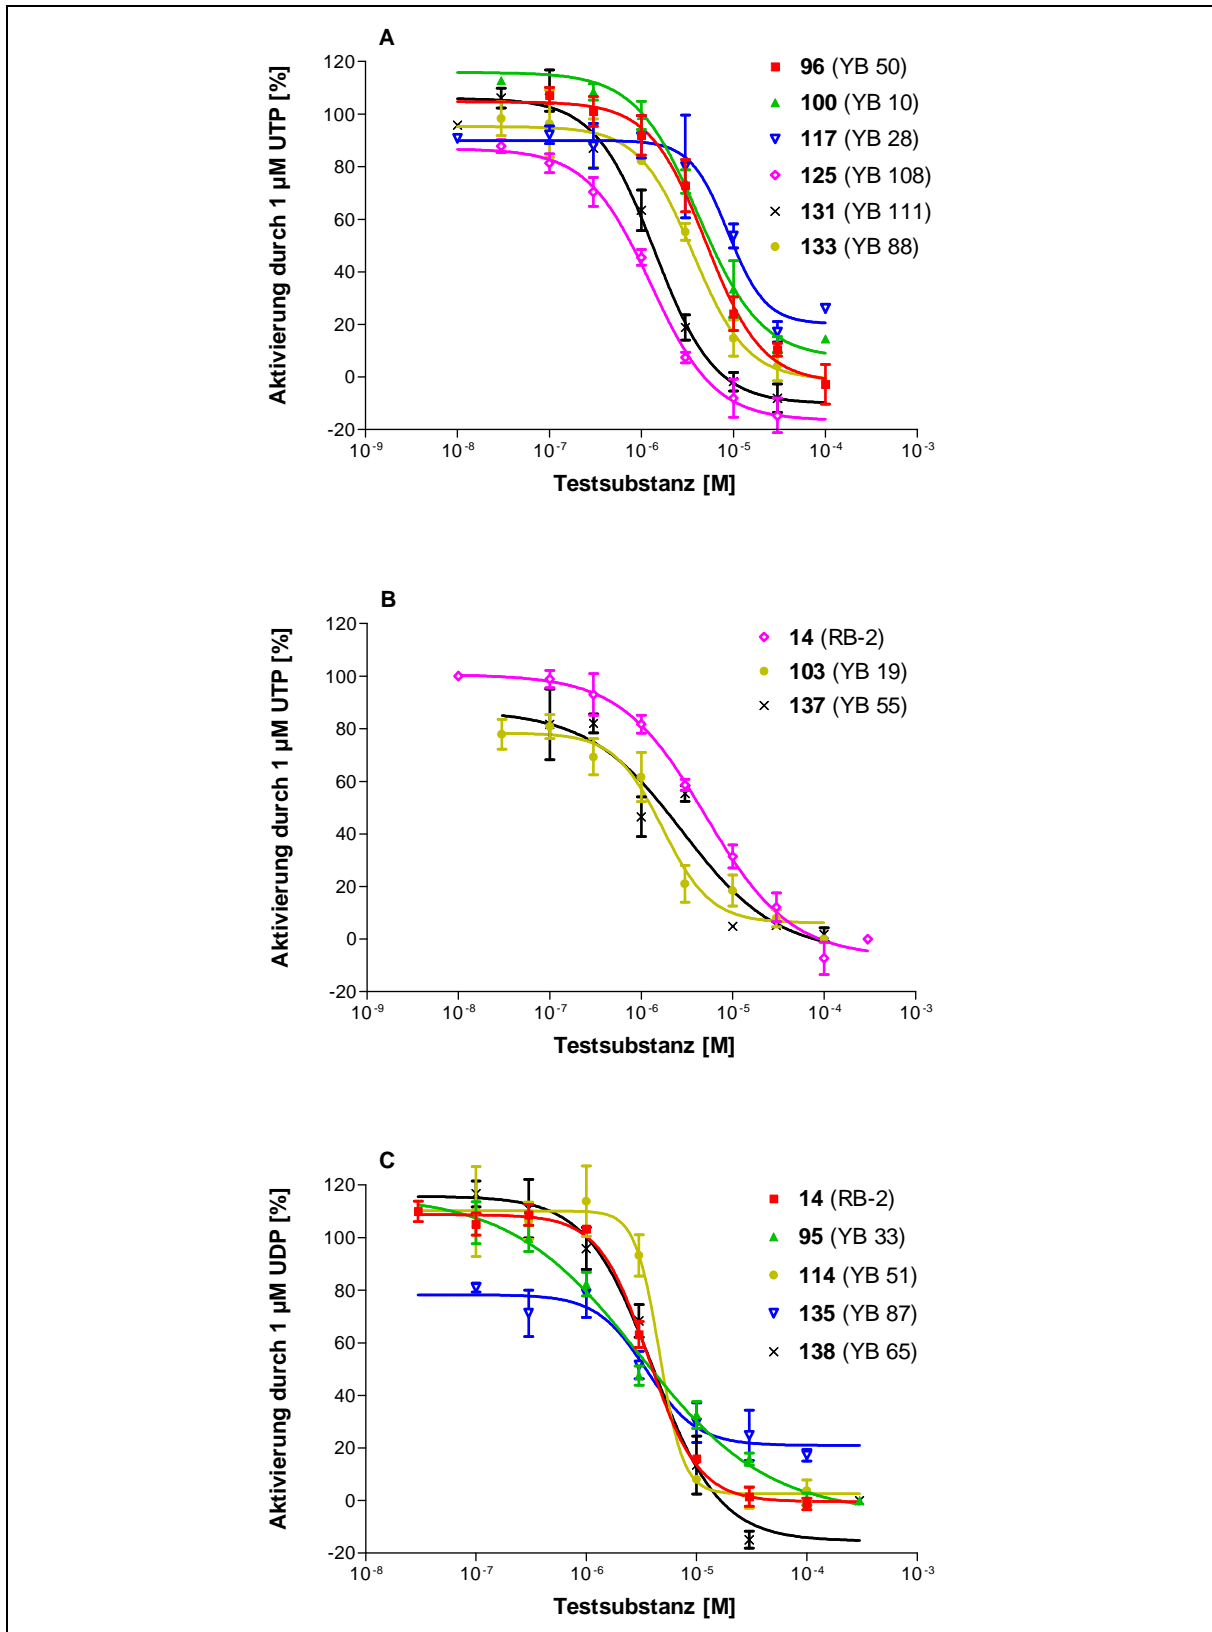 A
Aktivierung durch 1 µM UTP [%]
120
100
80
60
40
20
0
-20
10⁻⁹
10⁻⁸
10⁻⁷
10⁻⁶
10⁻⁵
10⁻⁴
10⁻³
Testsubstanz [M]
96 (YB 50)
100 (YB 10)
117 (YB 28)
125 (YB 108)
131 (YB 111)
133 (YB 88)
B
Aktivierung durch 1 µM UTP [%]
120
100
80
60
40
20
0
-20
10⁻⁹
10⁻⁸
10⁻⁷
10⁻⁶
10⁻⁵
10⁻⁴
10⁻³
Testsubstanz [M]
14 (RB-2)
103 (YB 19)
137 (YB 55)
C
Aktivierung durch 1 µM UDP [%]
120
100
80
60
40
20
0
-20
10⁻⁸
10⁻⁷
10⁻⁶
10⁻⁵
10⁻⁴
10⁻³
Testsubstanz [M]
14 (RB-2)
95 (YB 33)
114 (YB 51)
135 (YB 87)
138 (YB 65)